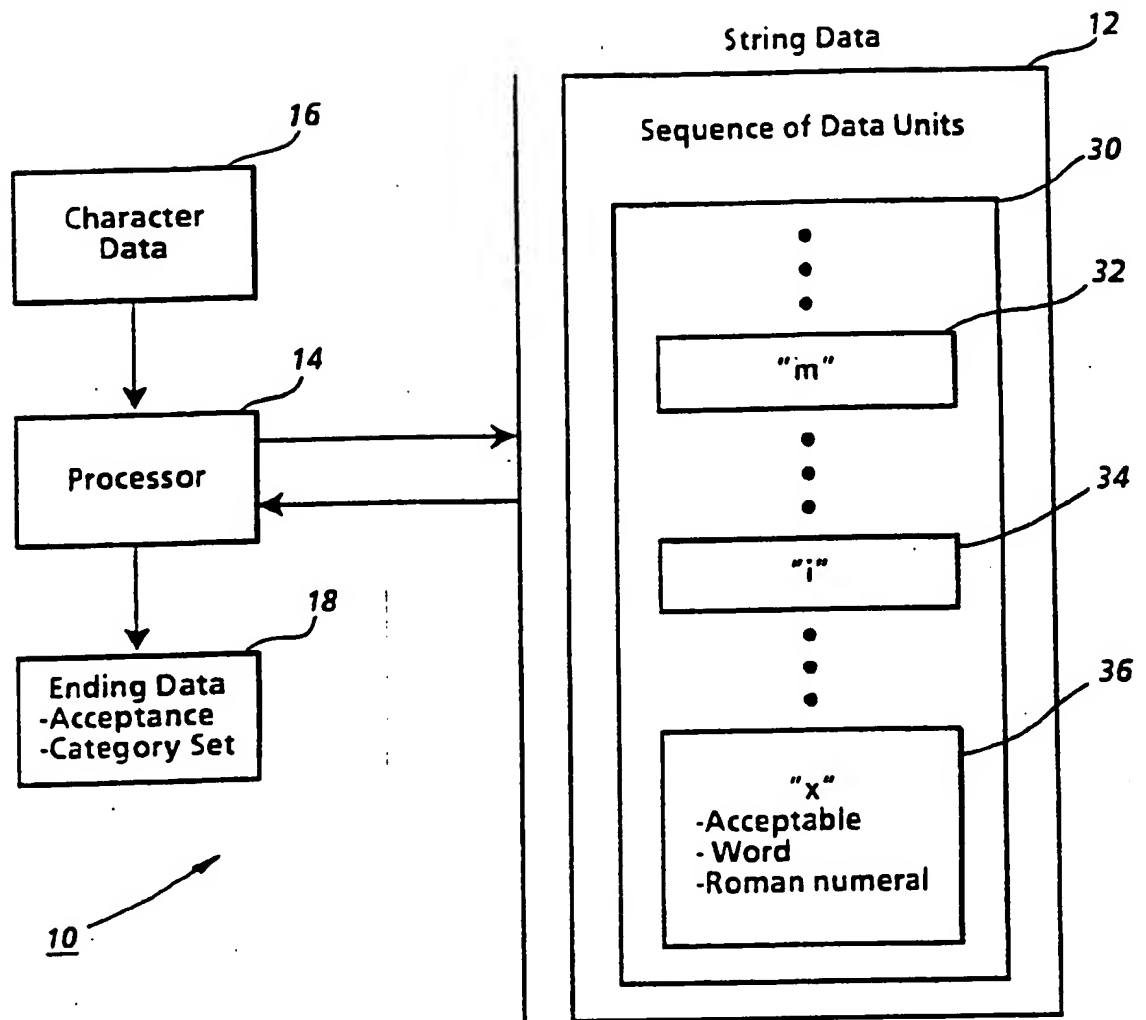 String Data
12
Sequence of Data Units
30
16
Character
Data
32
"m"
14
Processor
34
"i"
18
Ending Data
-Acceptance
-Category Set
36
"x"
-Acceptable
- Word
-Roman numeral
10